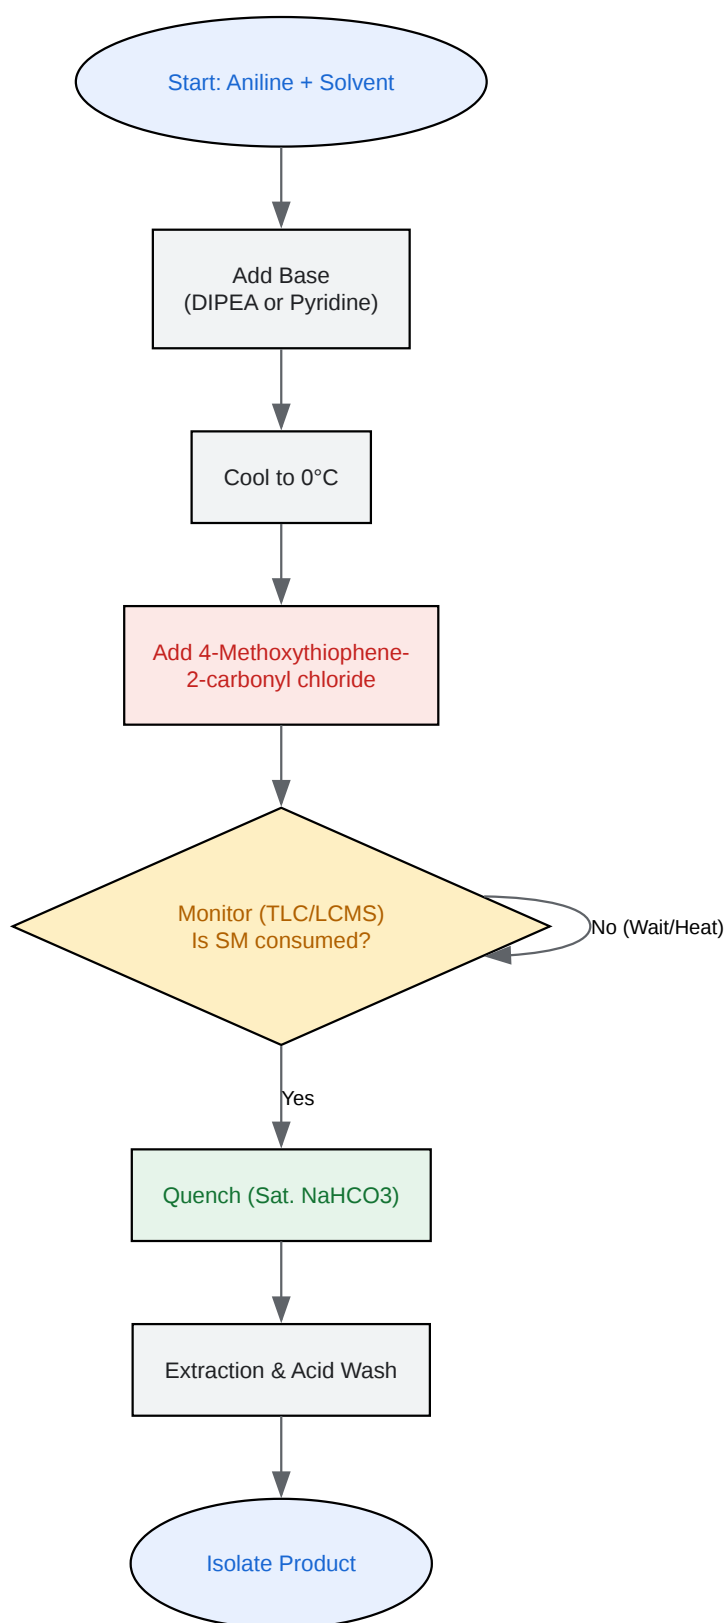 Start: Aniline + Solvent
Add Base
(DIPEA or Pyridine)
Cool to 0°C
Add 4-Methoxythiophene-
2-carbonyl chloride
Monitor (TLC/LCMS)
Is SM consumed?
No (Wait/Heat)
Yes
Quench (Sat. NaHCO3)
Extraction & Acid Wash
Isolate Product